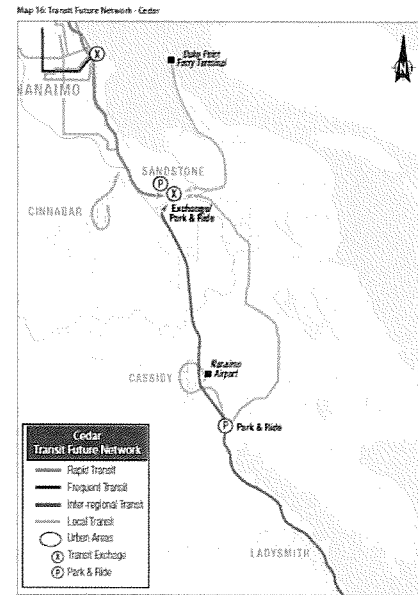 Map 16: Transit Future Network - Cedar
Duke Point
Ferry Terminal
N
X
NANAIMO
SANDSTONE
P
X
Exchange/
Park & Ride
CINNABAR
Nanaimo
Airport
CASSIDY
P Park & Ride
Cedar
Transit Future Network
Rapid Transit
Frequent Transit
Inter-regional Transit
Local Transit
Urban Areas
X Transit Exchage
P Park & Ride
LADYSMITH